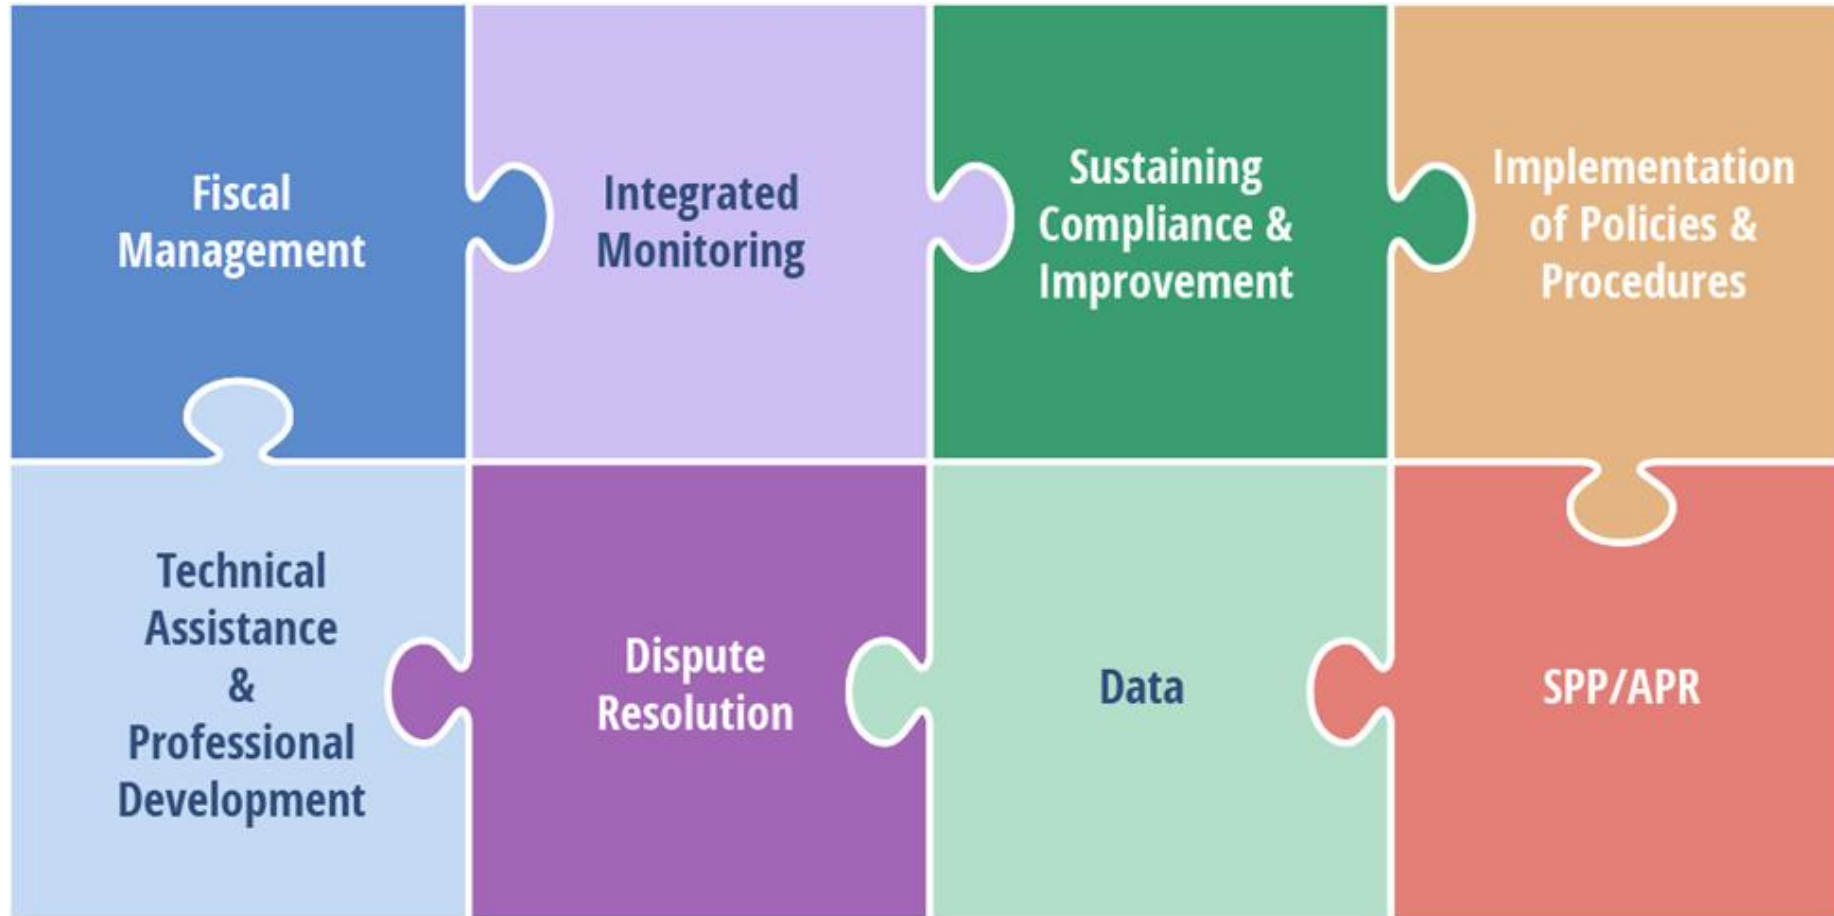 Fiscal
Management
Integrated
Monitoring
Sustaining
Compliance &
Improvement
Implementation
of Policies &
Procedures
Technical
Assistance
&
Professional
Development
Dispute
Resolution
Data
SPP/APR